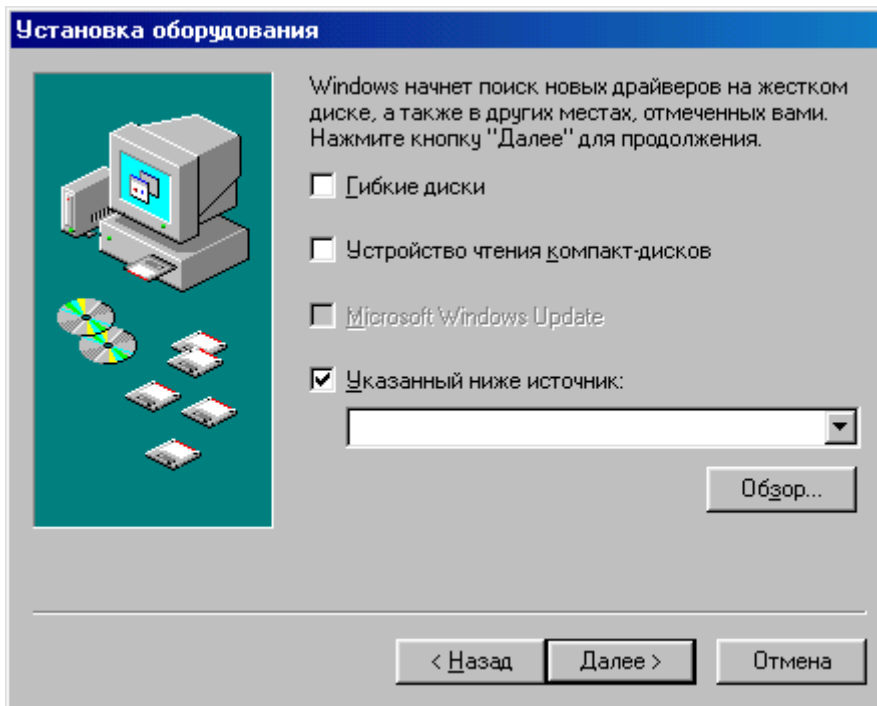 Установка оборудования
Windows начнет поиск новых драйверов на жестком
диске, а также в других местах, отмеченных вами.
Нажмите кнопку "Далее" для продолжения.
Гибкие диски
Устройство чтения компакт-дисков
Microsoft Windows Update
Указанный ниже источник:
Обзор...
< Назад
Далее >
Отмена